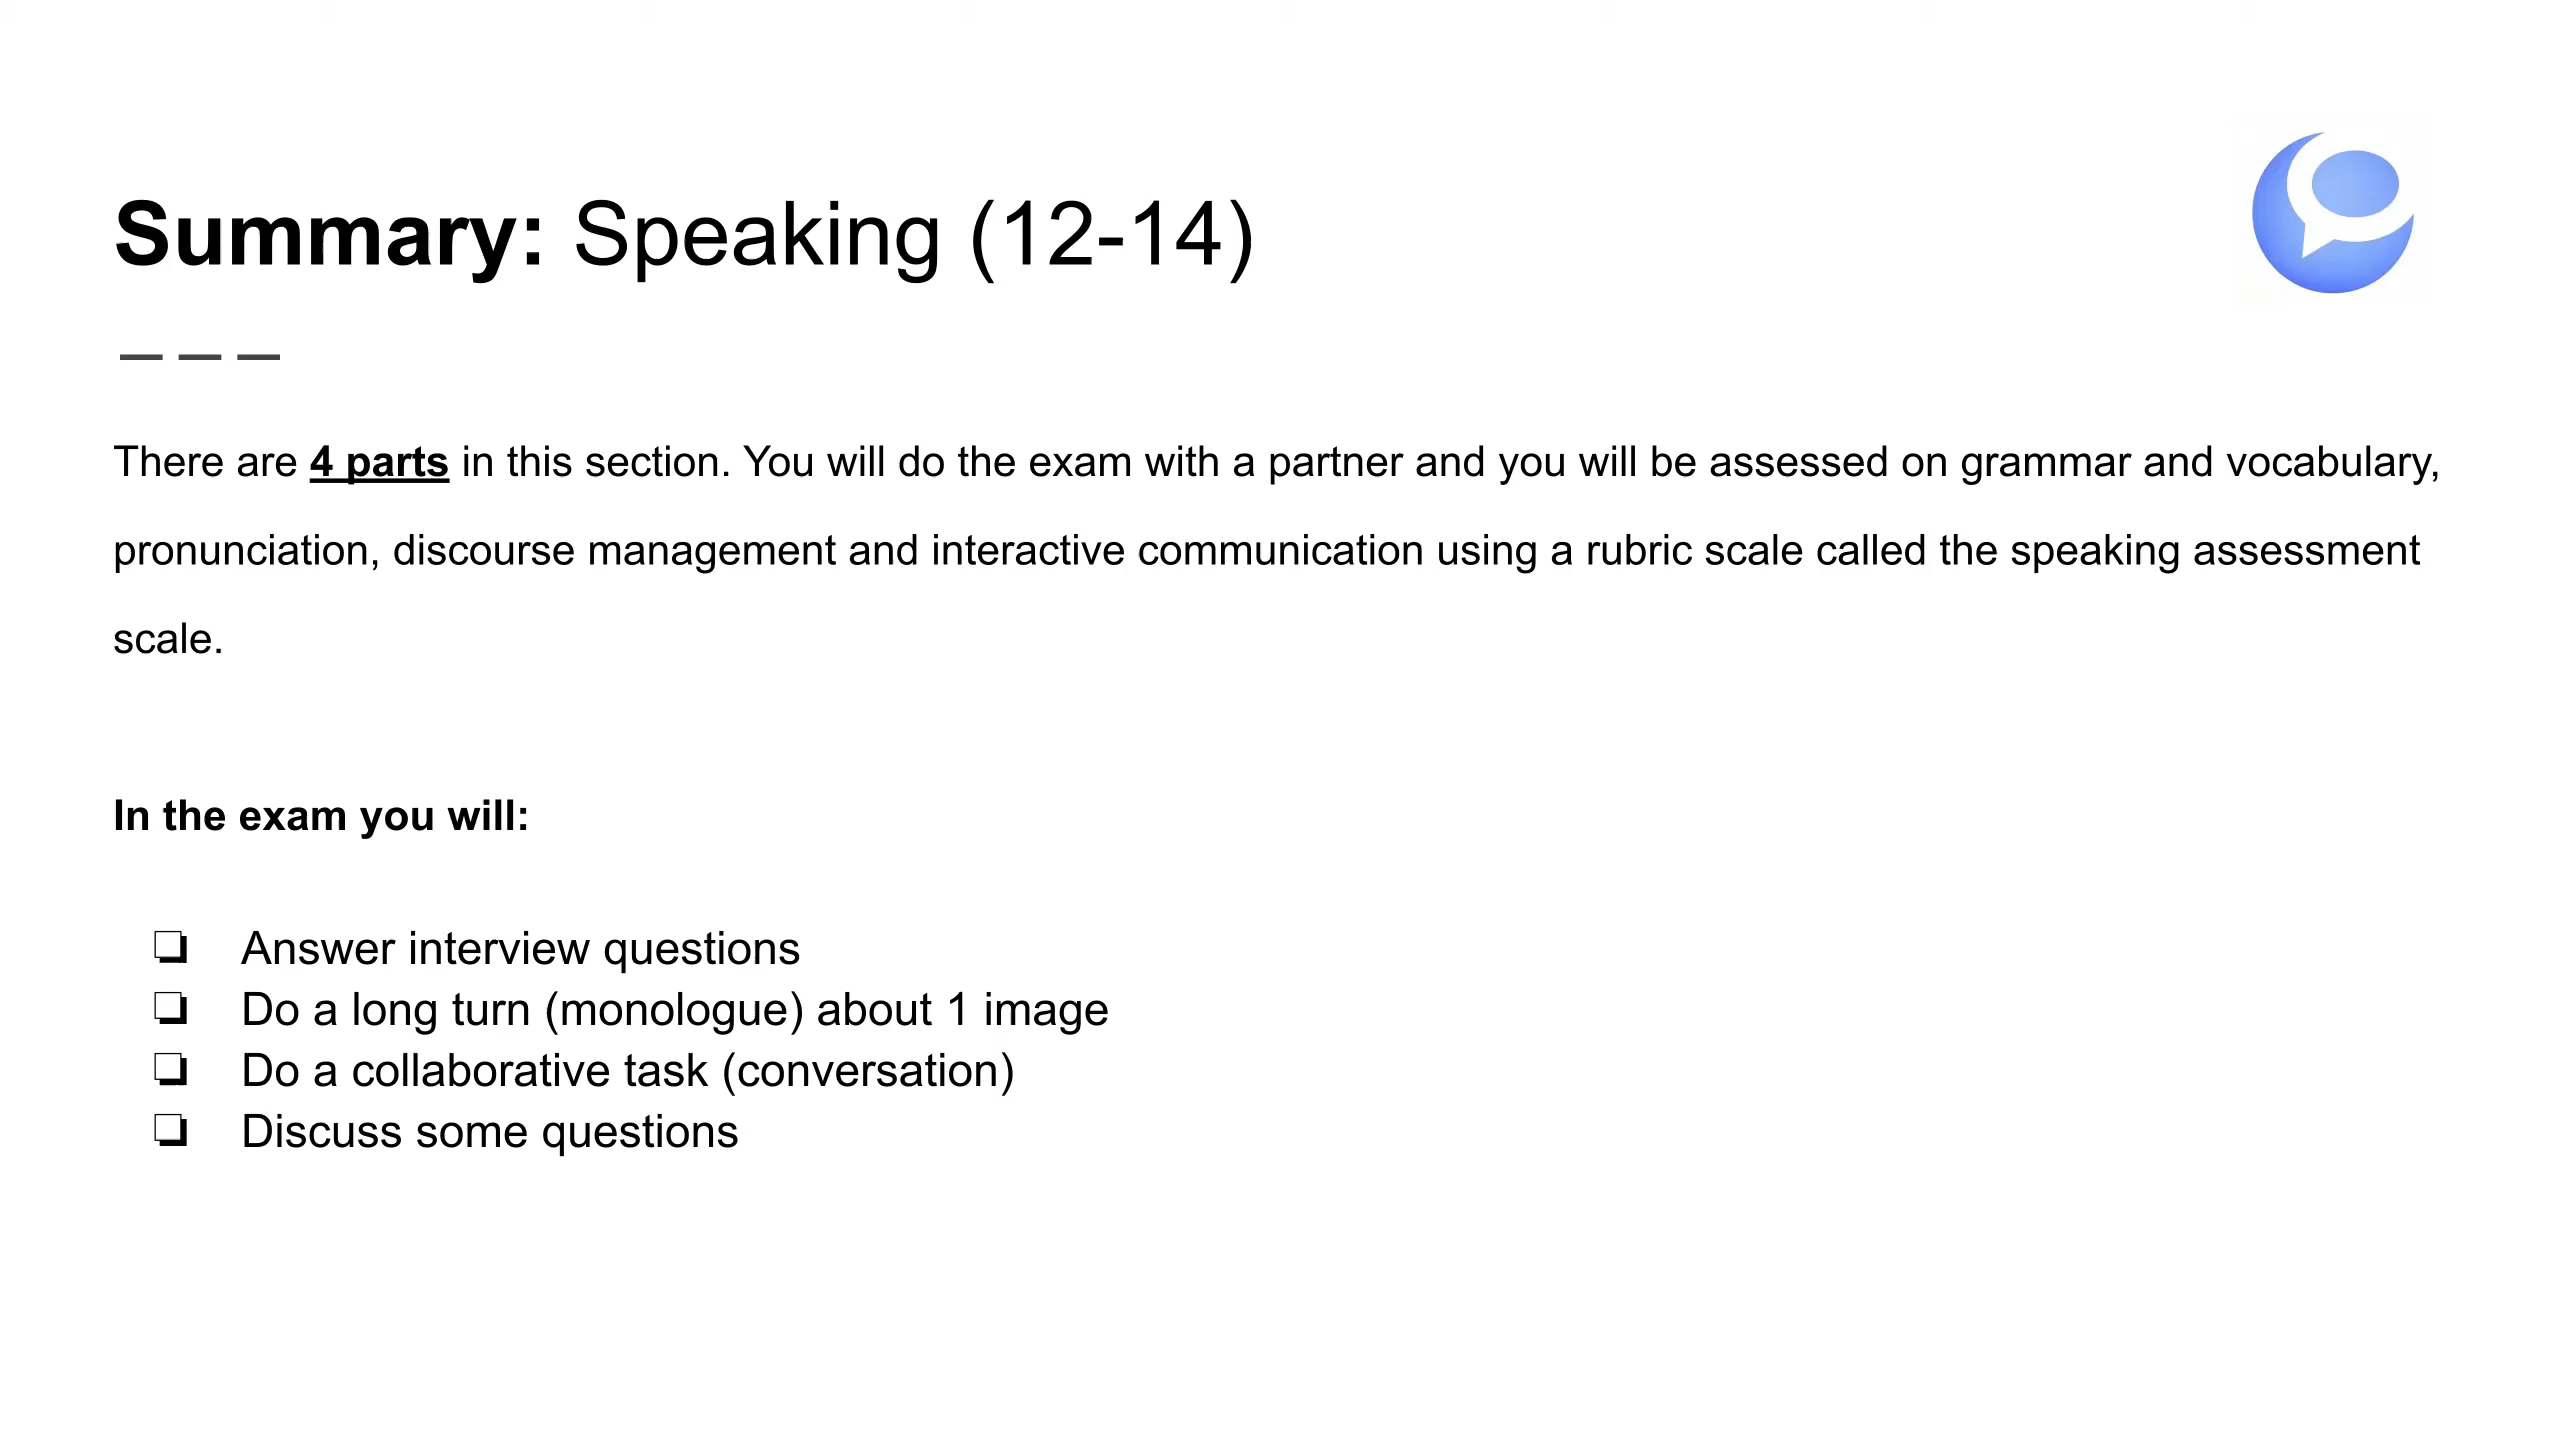 Summary: Speaking (12-14)
There are 4 parts in this section. You will do the exam with a partner and you will be assessed on grammar and vocabulary,
pronunciation, discourse management and interactive communication using a rubric scale called the speaking assessment
scale.
In the exam you will:
❏ Answer interview questions
❏ Do a long turn (monologue) about 1 image
❏ Do a collaborative task (conversation)
❏ Discuss some questions